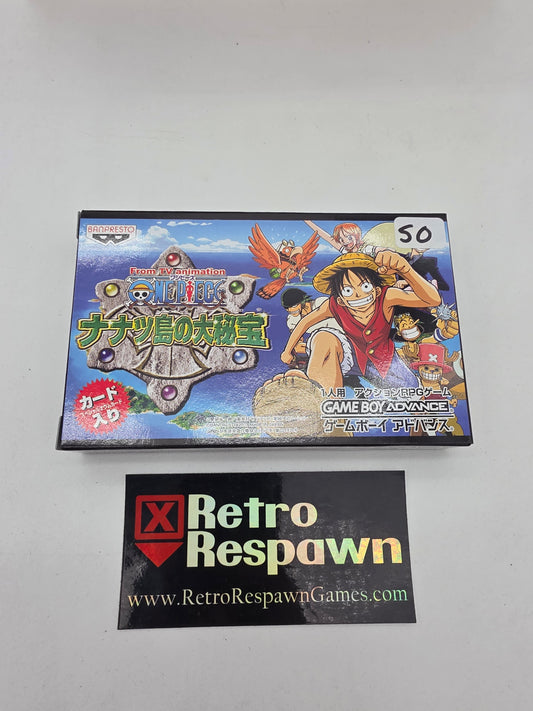 BANPRESTO
50
From TV animation
ワンピース
ONE PIECE
ナナツ島の大秘宝
カード
入り
1人用 アクションRPGゲーム
GAME BOY ADVANCE
ゲームボーイ アドバンス
X Retro
Respawn
www.RetroRespawnGames.com